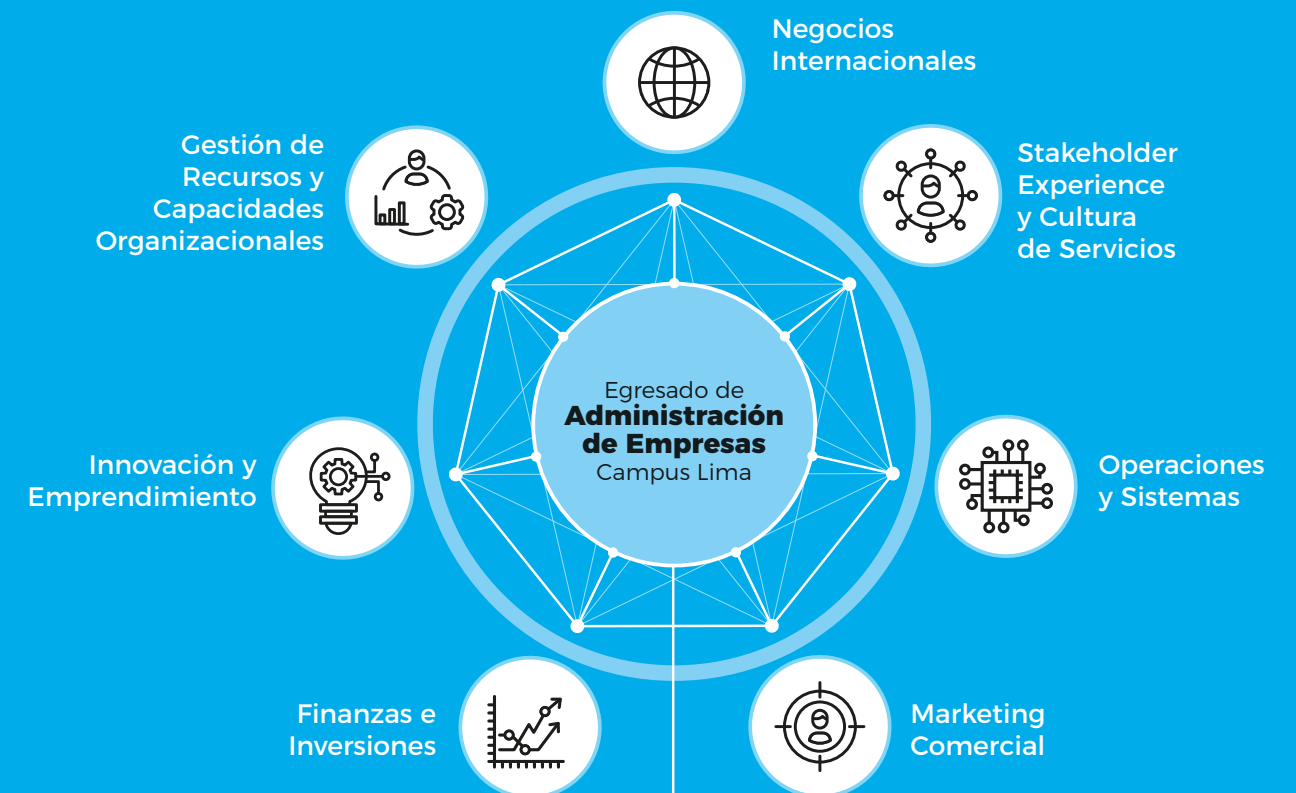 Negocios
Internacionales
Gestión de
Recursos y
Capacidades
Organizacionales
Stakeholder
Experience
y Cultura
de Servicios
Egresado de
Administración
de Empresas
Campus Lima
Innovación y
Emprendimiento
Operaciones
y Sistemas
Finanzas e
Inversiones
Marketing
Comercial